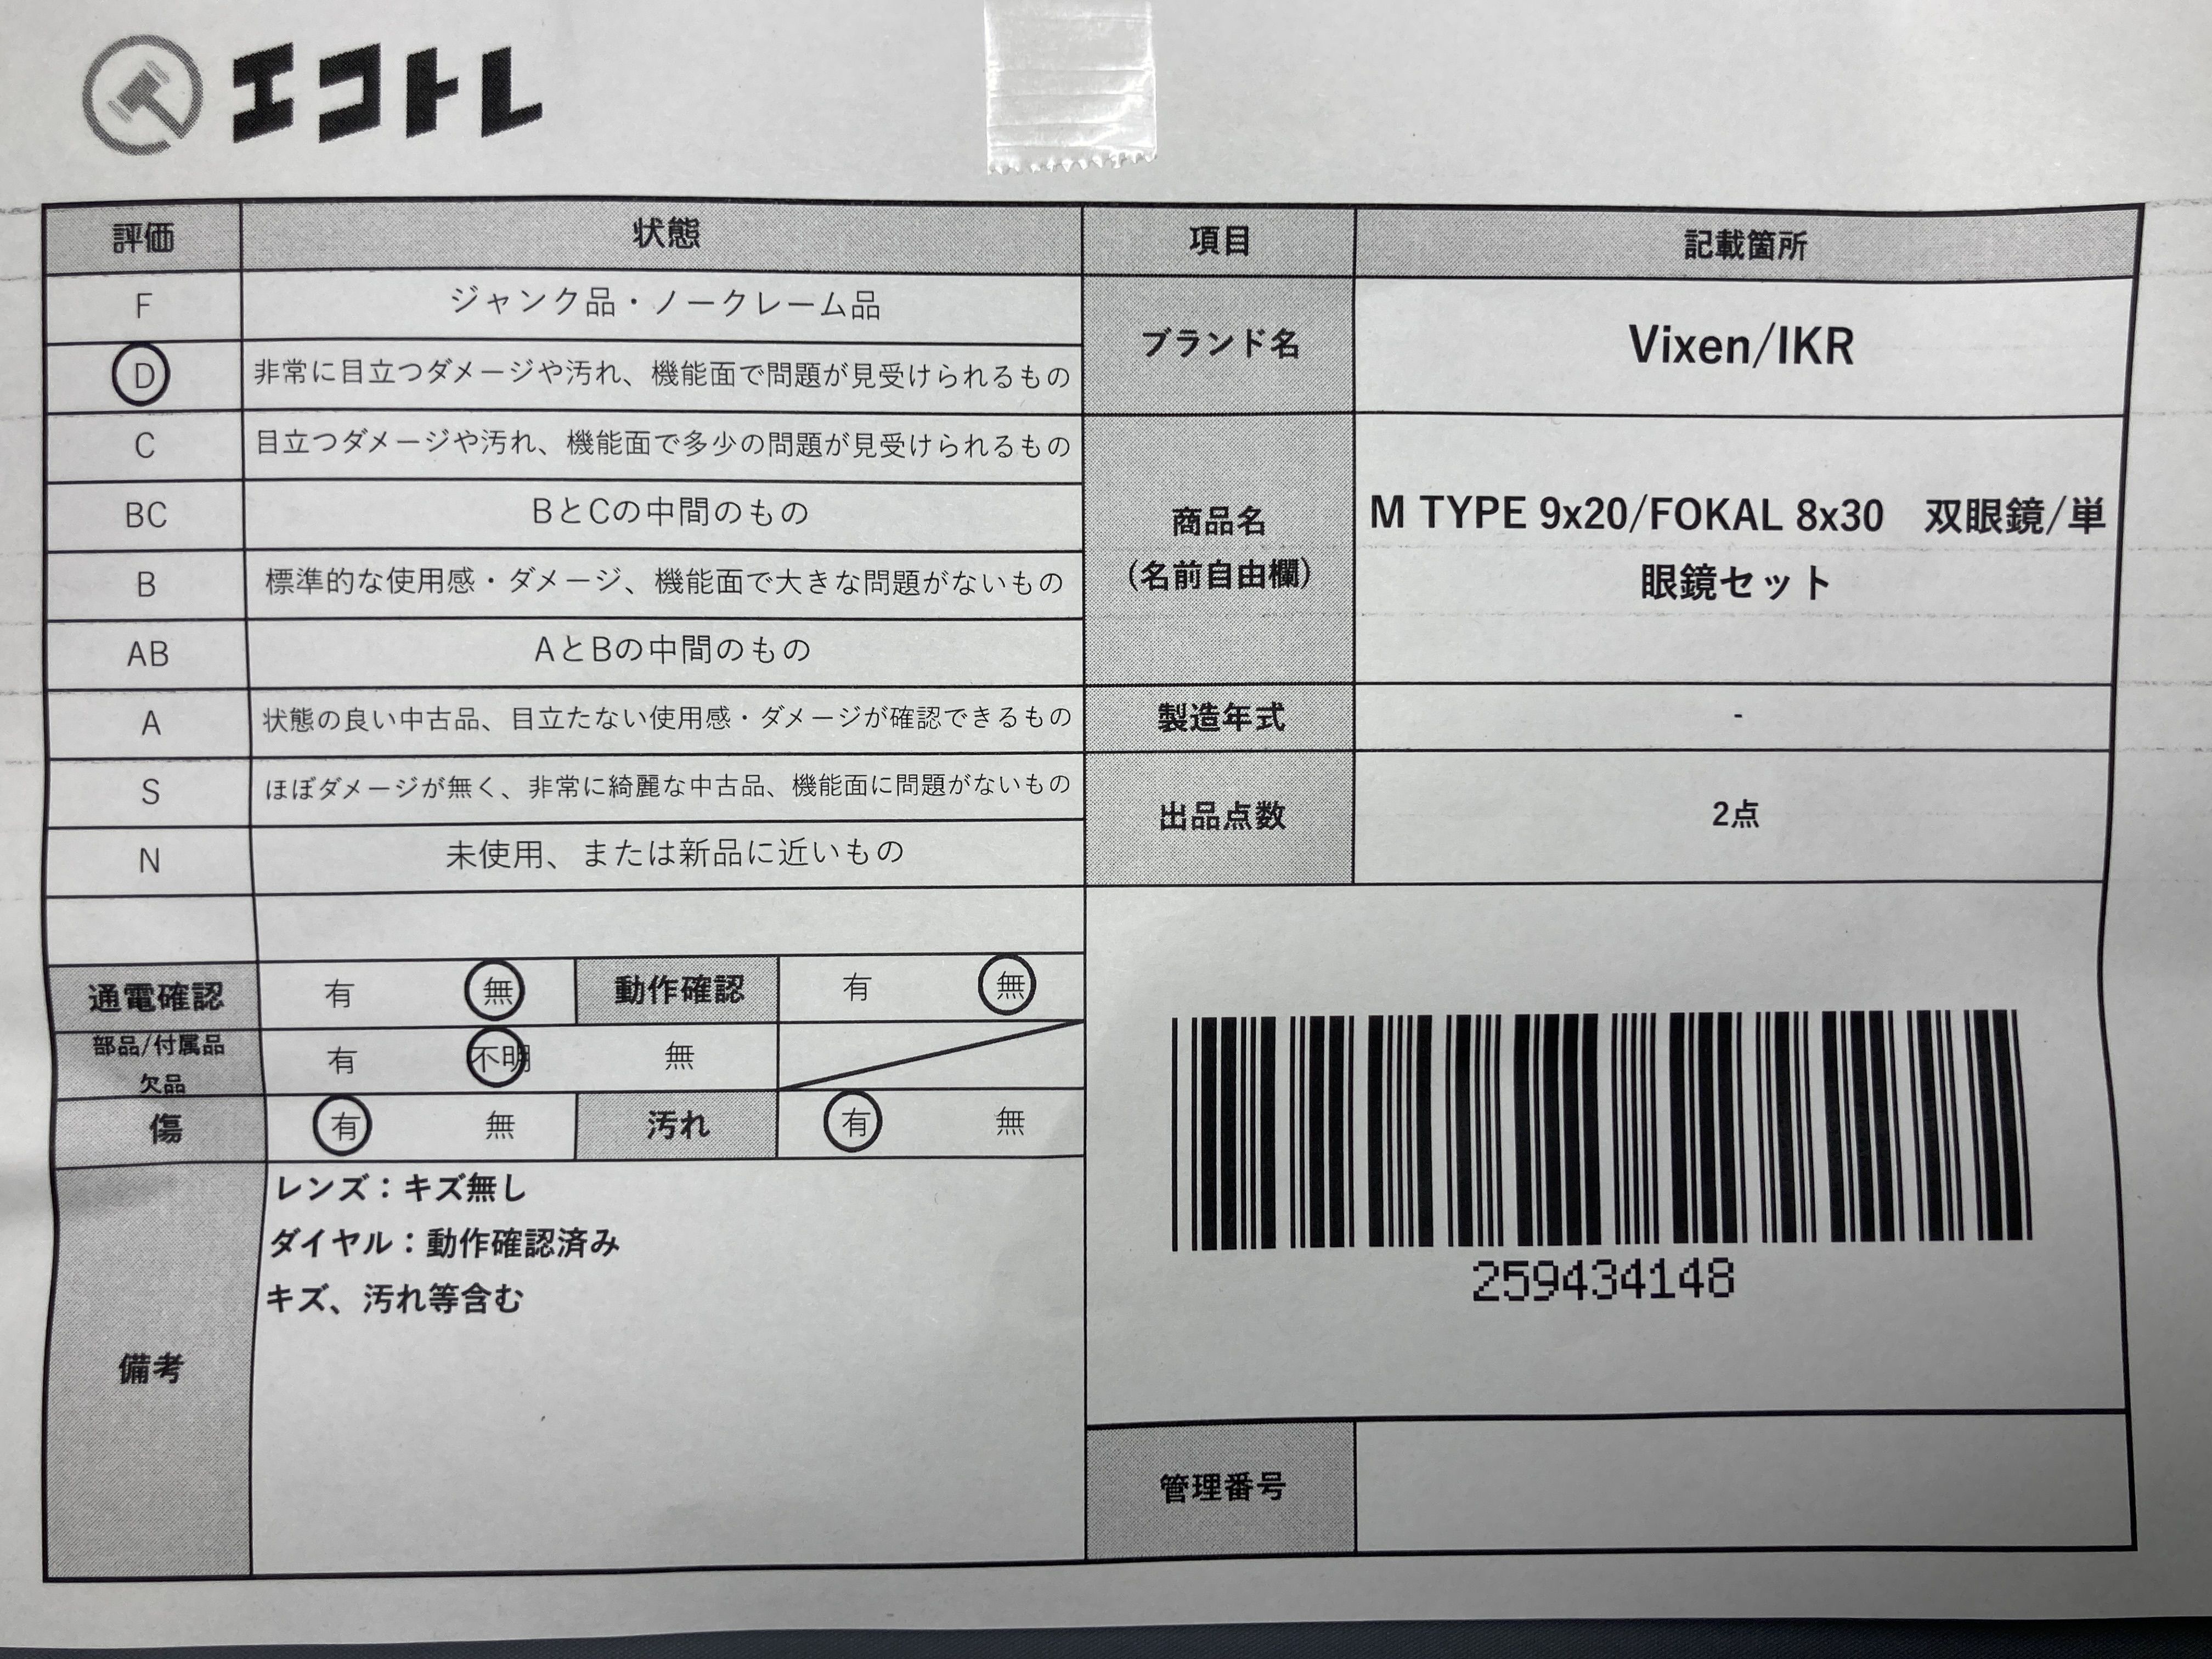 エコトレ
評価 状態
F ジャンク品・ノークレーム品
D 非常に目立つダメージや汚れ、機能面で問題が見受けられるもの
C 目立つダメージや汚れ、機能面で多少の問題が見受けられるもの
BC BとCの中間のもの
B 標準的な使用感・ダメージ、機能面で大きな問題がないもの
AB AとBの中間のもの
A 状態の良い中古品、目立たない使用感・ダメージが確認できるもの
S ほぼダメージが無く、非常に綺麗な中古品、機能面に問題がないもの
N 未使用、または新品に近いもの
通電確認 有 無 動作確認 有 無
部品/付属品
欠品
有 不明 無
傷 有 無 汚れ 有 無
備考
レンズ：キズ無し
ダイヤル：動作確認済み
キズ、汚れ等含む
項目 記載箇所
ブランド名 Vixen/IKR
商品名
（名前自由欄）
M TYPE 9x20/FOKAL 8x30　双眼鏡/単
眼鏡セット
製造年式 -
出品点数 2点
259434148
管理番号